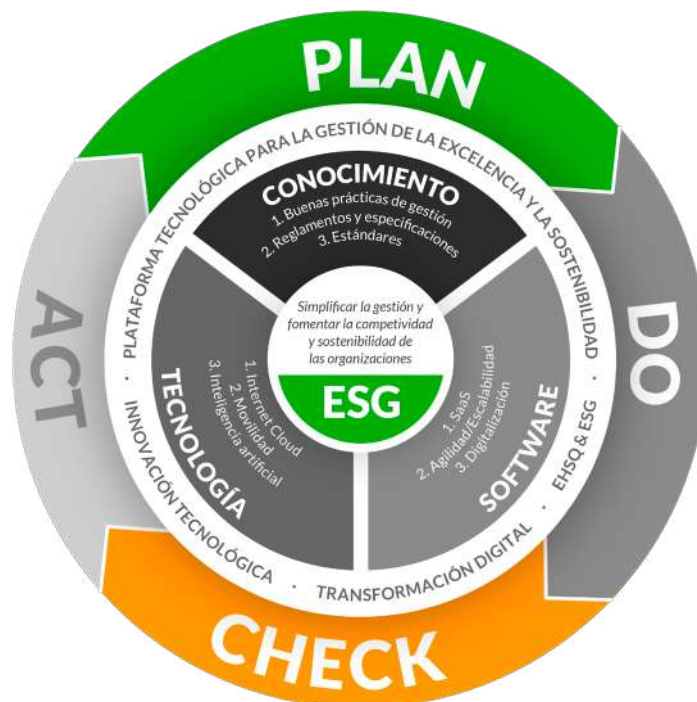 PLAN
DO
CHECK
ACT
PLATAFORMA TECNOLÓGICA PARA LA GESTIÓN DE LA EXCELENCIA Y LA SOSTENIBILIDAD
· EHSQ & ESG ·
TRANSFORMACIÓN DIGITAL ·
INNOVACIÓN TECNOLÓGICA ·
CONOCIMIENTO
1. Buenas prácticas de gestión
2. Reglamentos y especificaciones
3. Estándares
SOFTWARE
1. SaaS
2. Agilidad/Escalabilidad
3. Digitalización
TECNOLOGÍA
1. Internet Cloud
2. Movilidad
3. Inteligencia artificial
Simplificar la gestión y
fomentar la competividad
y sostenibilidad de
las organizaciones
ESG